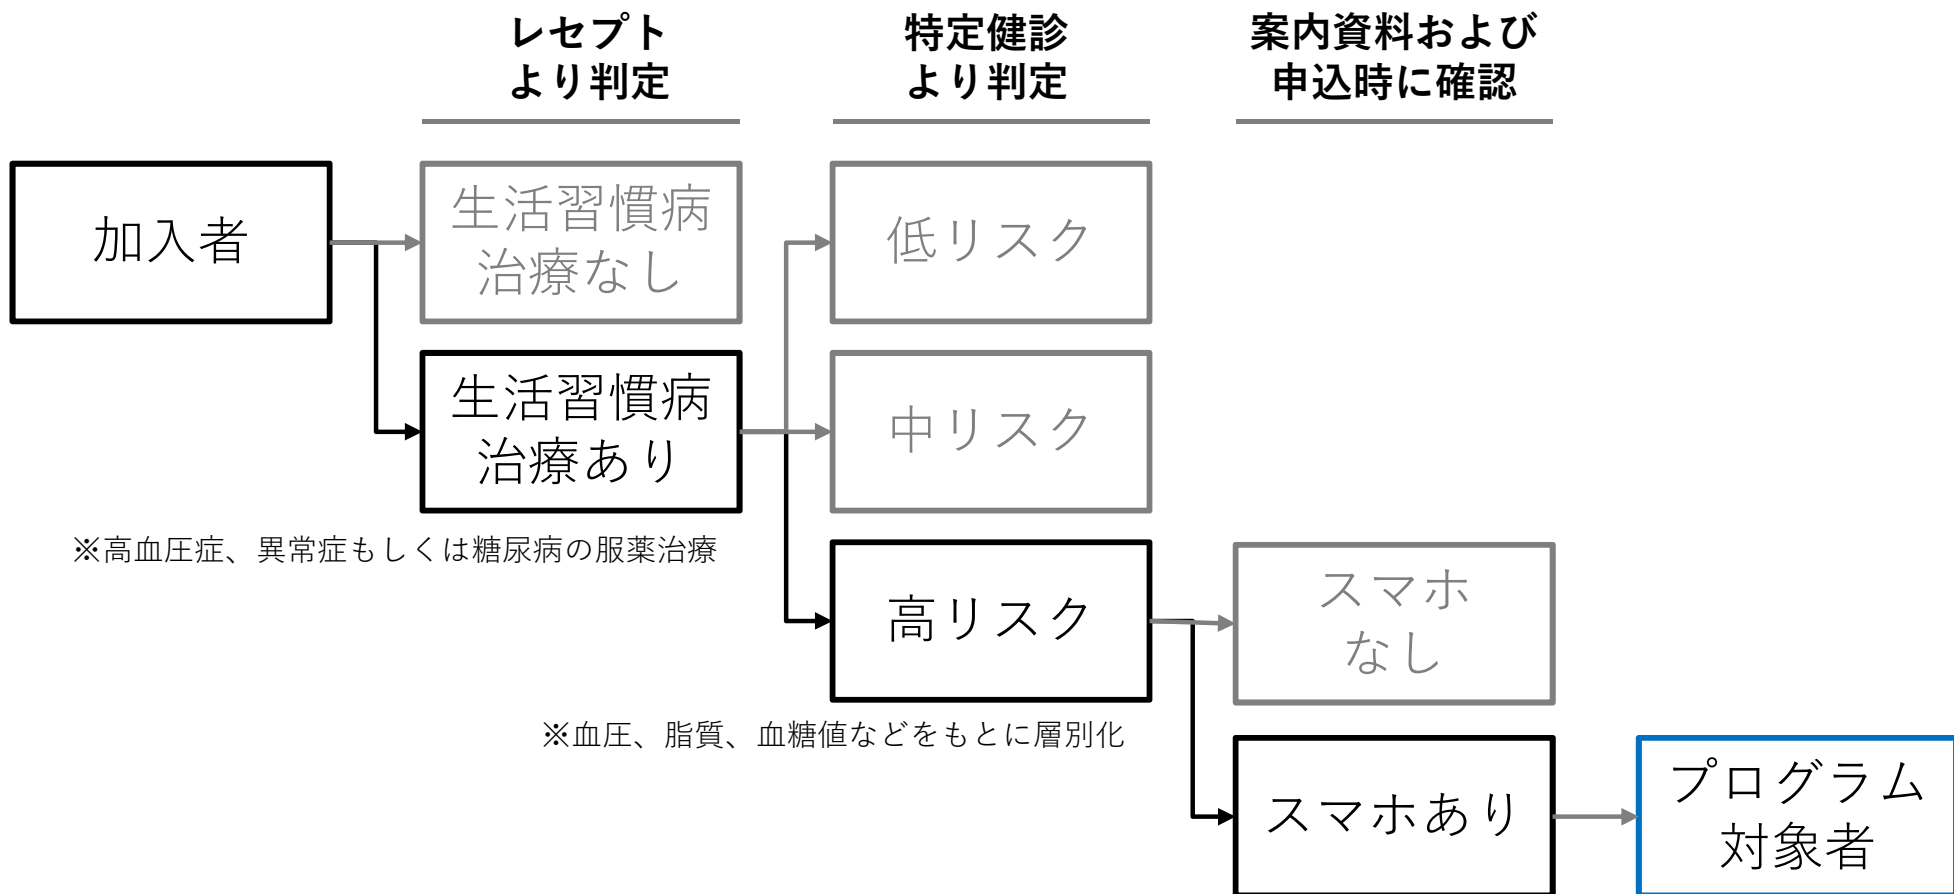 レセプト
より判定
特定健診
より判定
案内資料および
申込時に確認
加入者
生活習慣病
治療なし
低リスク
生活習慣病
治療あり
中リスク
※高血圧症、異常症もしくは糖尿病の服薬治療
高リスク
スマホ
なし
※血圧、脂質、血糖値などをもとに層別化
スマホあり
プログラム
対象者